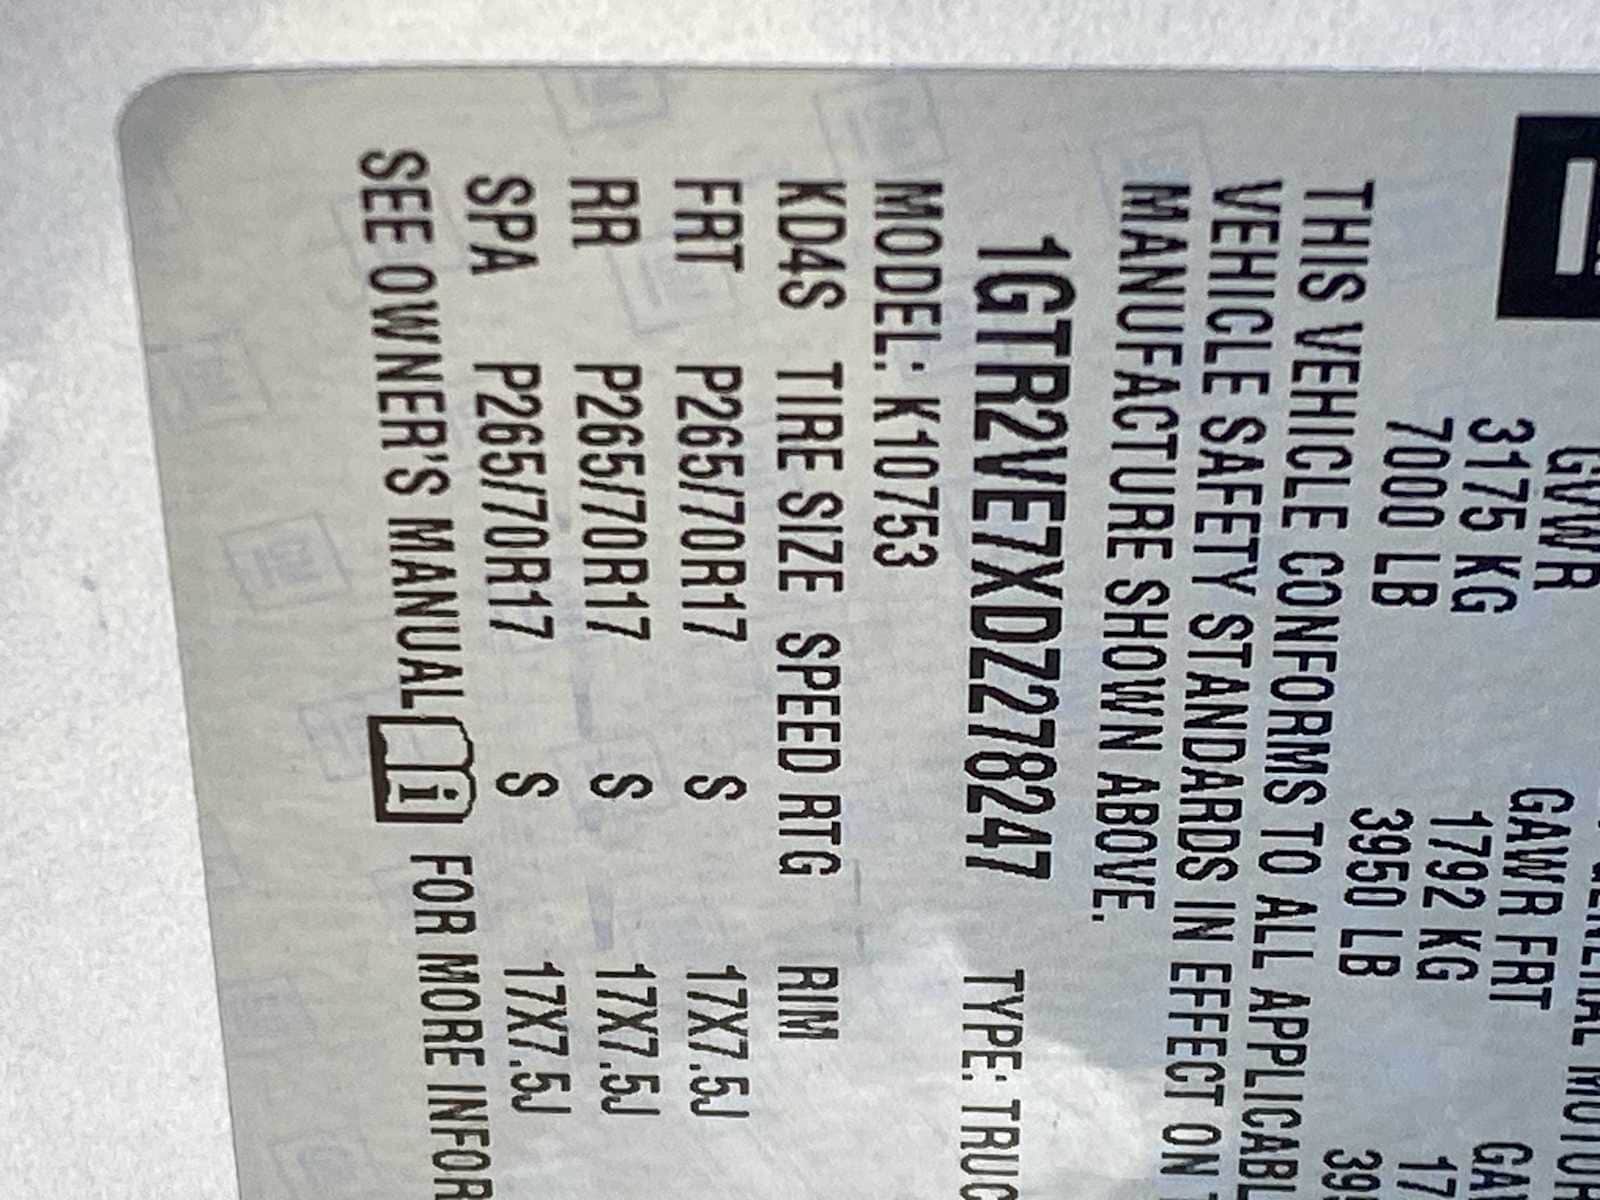 GVWR GAWR FRT GA
3175 KG 1792 KG 17
7000 LB 3950 LB 39
THIS VEHICLE CONFORMS TO ALL APPLICABL
VEHICLE SAFETY STANDARDS IN EFFECT ON
MANUFACTURE SHOWN ABOVE.
1GTR2VE7XDZ278247 TYPE: TRUC
MODEL: K10753
KD4S TIRE SIZE SPEED RTG RIM
FRT P265/70R17 S 17X7.5J
RR P265/70R17 S 17X7.5J
SPA P265/70R17 S 17X7.5J
SEE OWNER'S MANUAL i FOR MORE INFOR